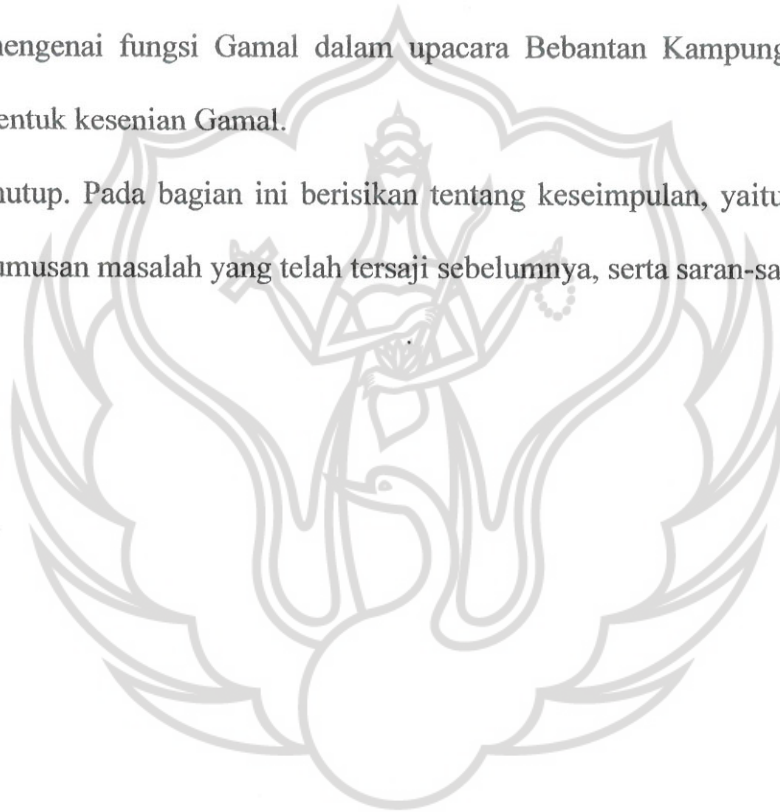 mengenai fungsi Gamal dalam upacara Bebantan Kampung
entuk kesenian Gamal.
nutup. Pada bagian ini berisikan tentang keseimpulan, yaitu
umusan masalah yang telah tersaji sebelumnya, serta saran-sa